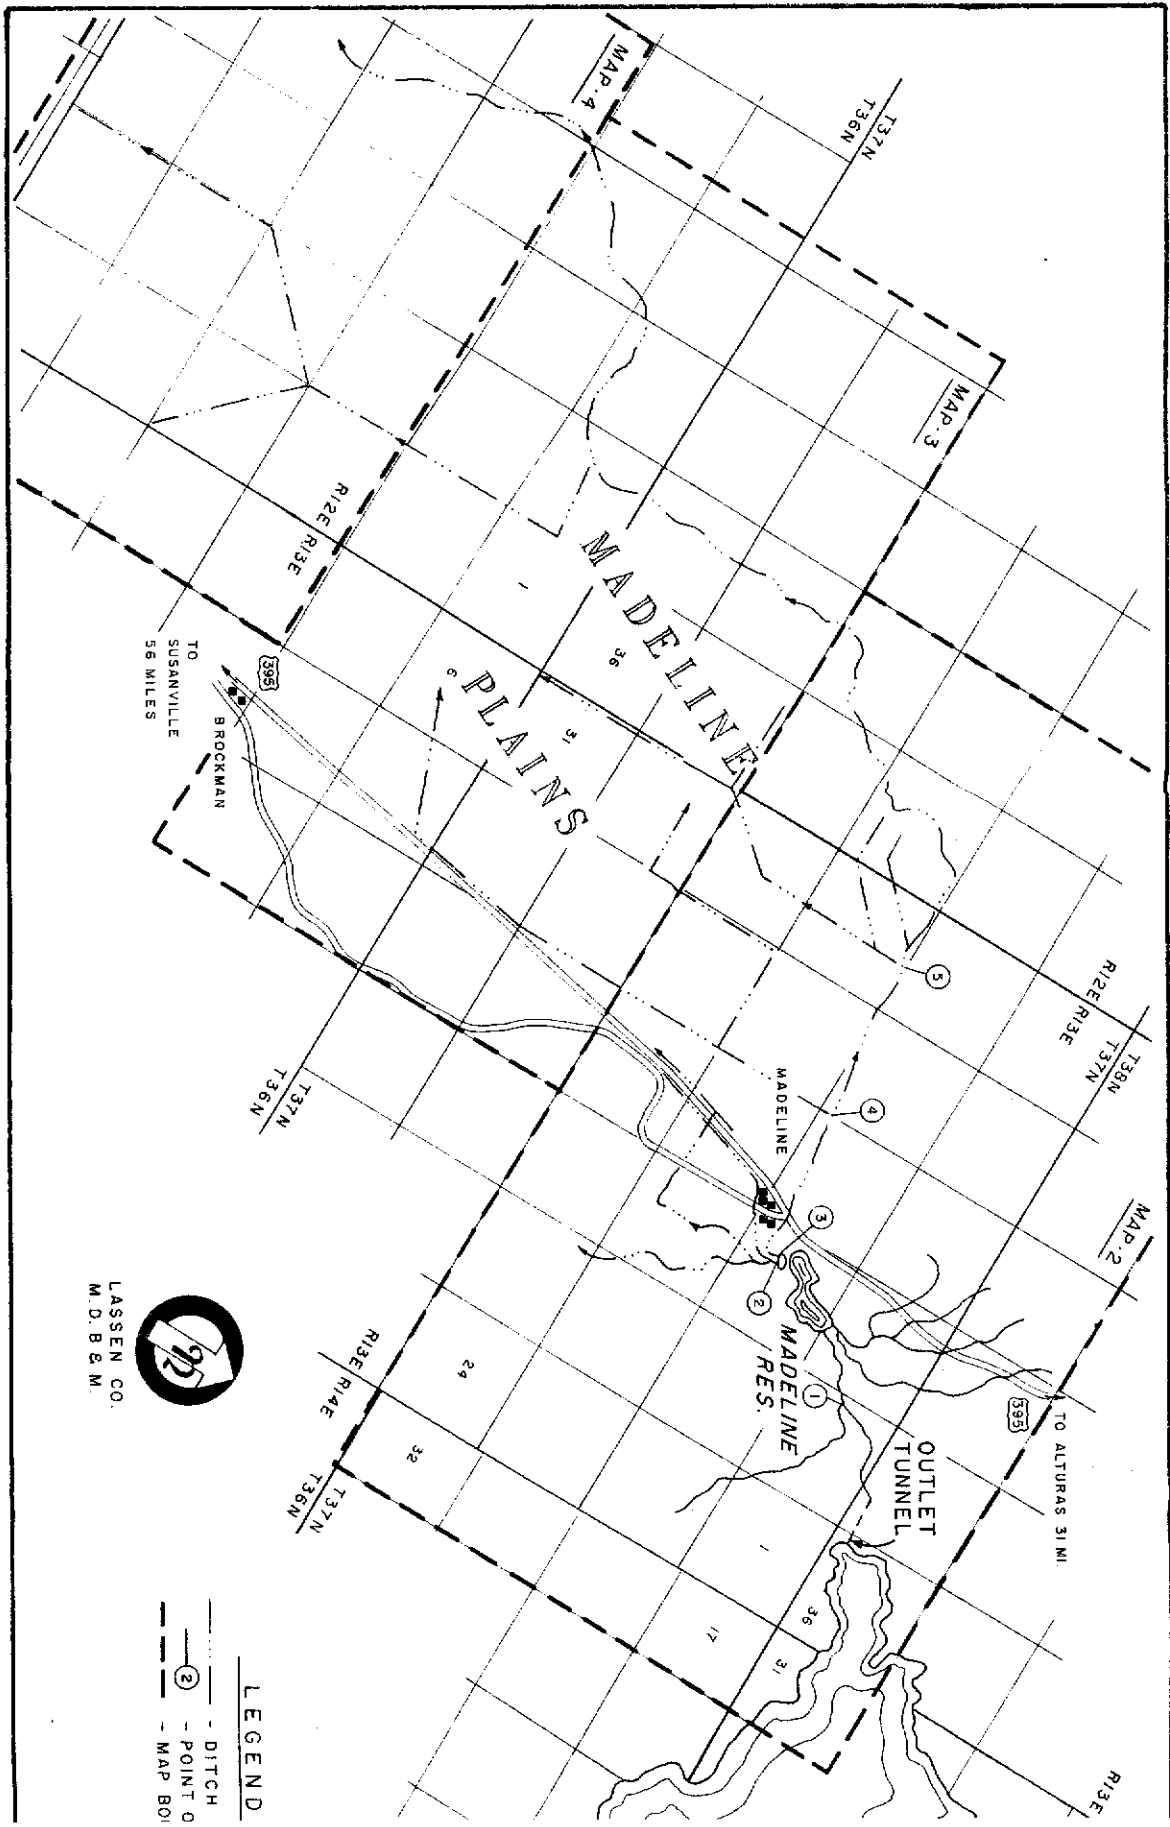 MAP-4
T37N
T36N
MAP-3
R12E R13E
MADELINE
PLAINS
1
36
31
6
395
TO
SUSANVILLE
56 MILES
BROCKMAN
T37N
T36N
R12E R13E
T38N
T37N
5
4
MADELINE
3
2
MADELINE
RES.
1
MAP-2
395
TO ALTURAS 31 MI.
OUTLET
TUNNEL
R13E R14E
24
32
T37N
T36N
1
36
17
31
R13E
LASSEN CO.
M.D.B & M.
LEGEND
- DITCH
2 - POINT O
- MAP BO